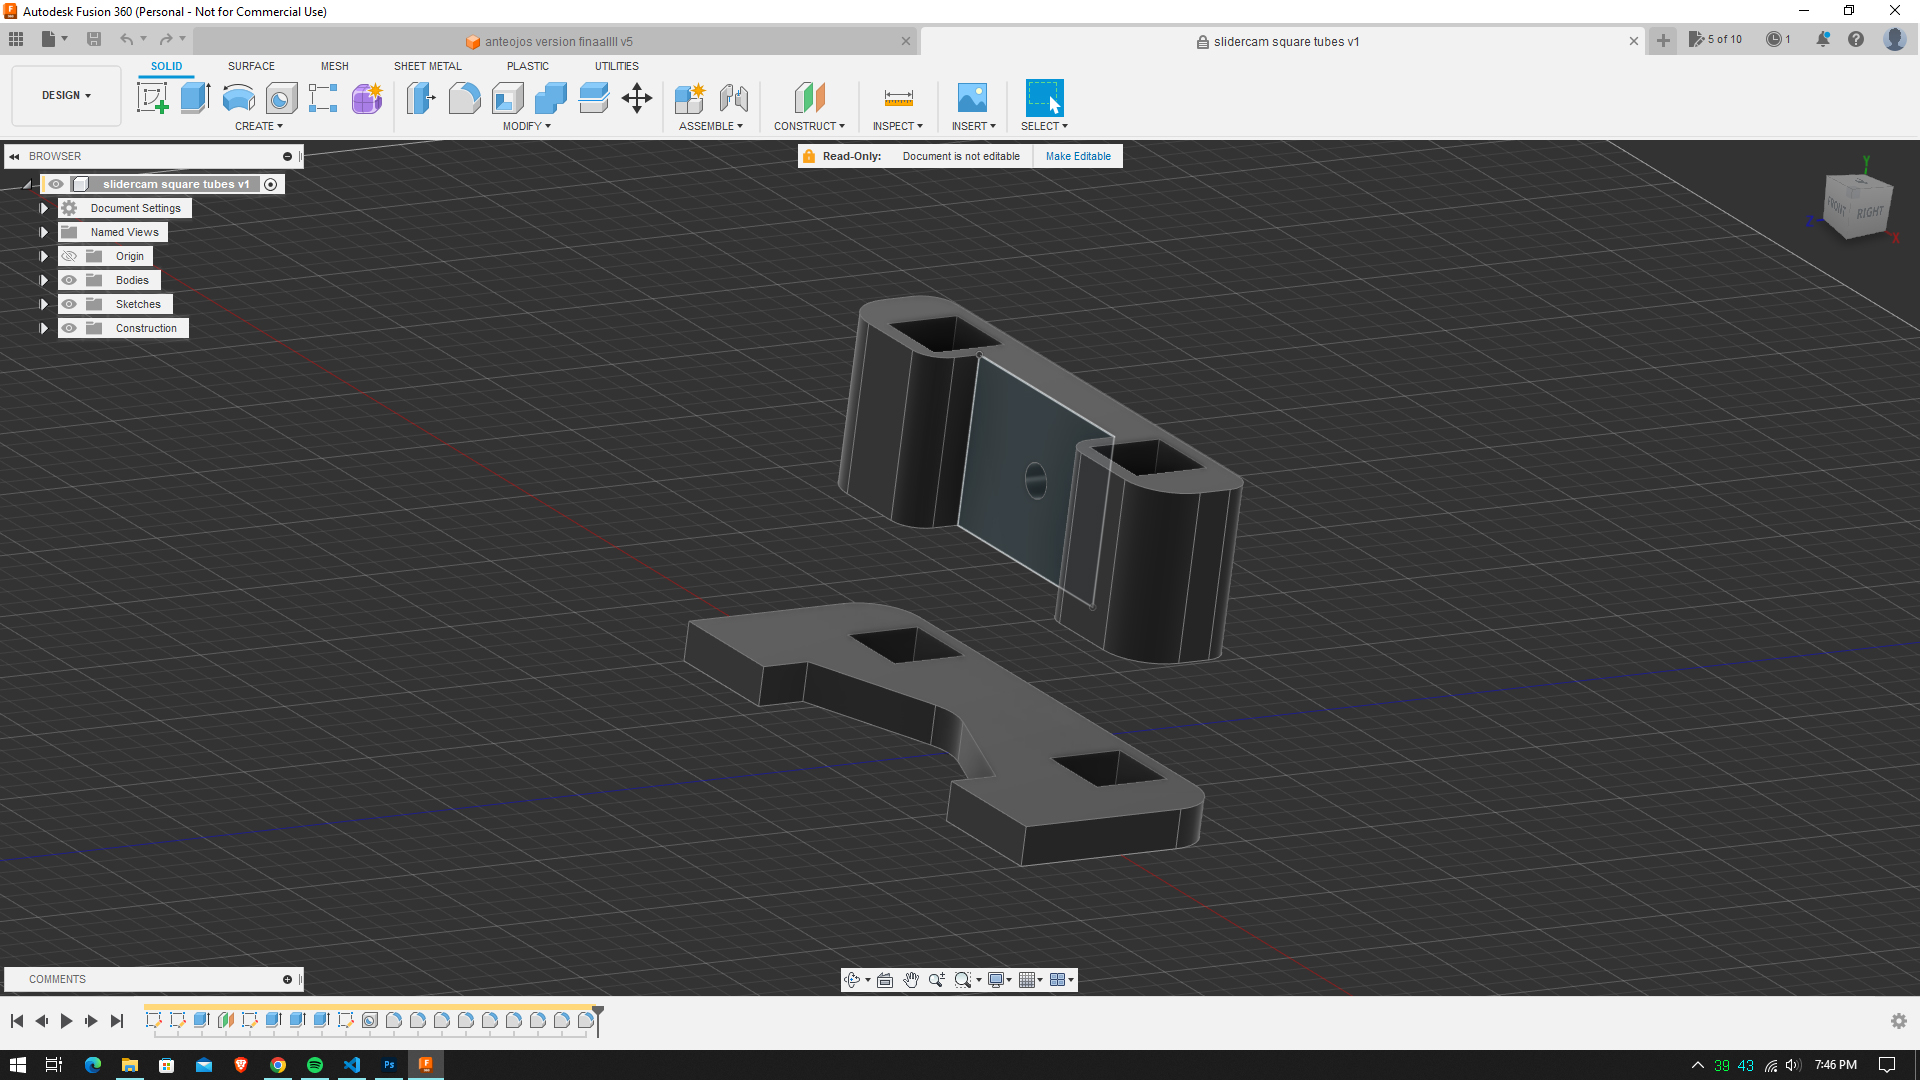 Autodesk Fusion 360 (Personal - Not for Commercial Use)
anteojos version finaallll v5
slidercam square tubes v1
5 of 10
1
DESIGN
SOLID
SURFACE
MESH
SHEET METAL
PLASTIC
UTILITIES
CREATE
MODIFY
ASSEMBLE
CONSTRUCT
INSPECT
INSERT
SELECT
BROWSER
Read-Only:
Document is not editable
Make Editable
slidercam square tubes v1
Document Settings
Named Views
Origin
Bodies
Sketches
Construction
Y
FRONT
RIGHT
Z
X
COMMENTS
Ps
F
39 43
7:46 PM